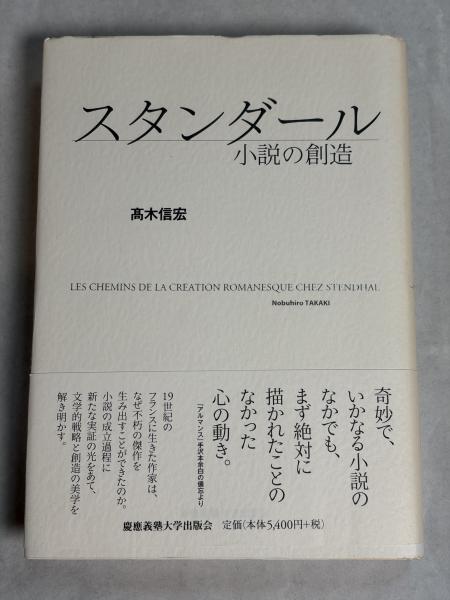 スタンダール
小説の創造
髙木信宏
LES CHEMINS DE LA CRÉATION ROMANESQUE CHEZ STENDHAL
Nobuhiro TAKAKI
奇妙で、
いかなる小説の
なかでも、
まず絶対に
描かれたことの
なかった
心の動き。
『アルマンス』手沢本余白の備忘より
19世紀の
フランスに生きた作家は、
なぜ不朽の傑作を
生み出すことができたのか。
小説の成立過程に
新たな実証の光をあて、
文学的戦略と創造の美学を
解き明かす。
慶應義塾大学出版会 定価(本体5,400円+税)